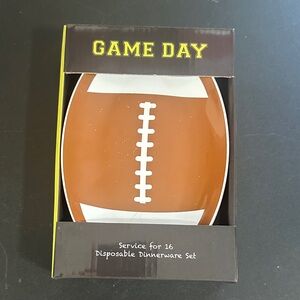 GAME DAY
Service for 16
Disposable Dinnerware Set